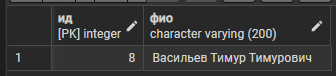 ид
[PK] integer
фио
character varying (200)
1
8
Васильев Тимур Тимурович